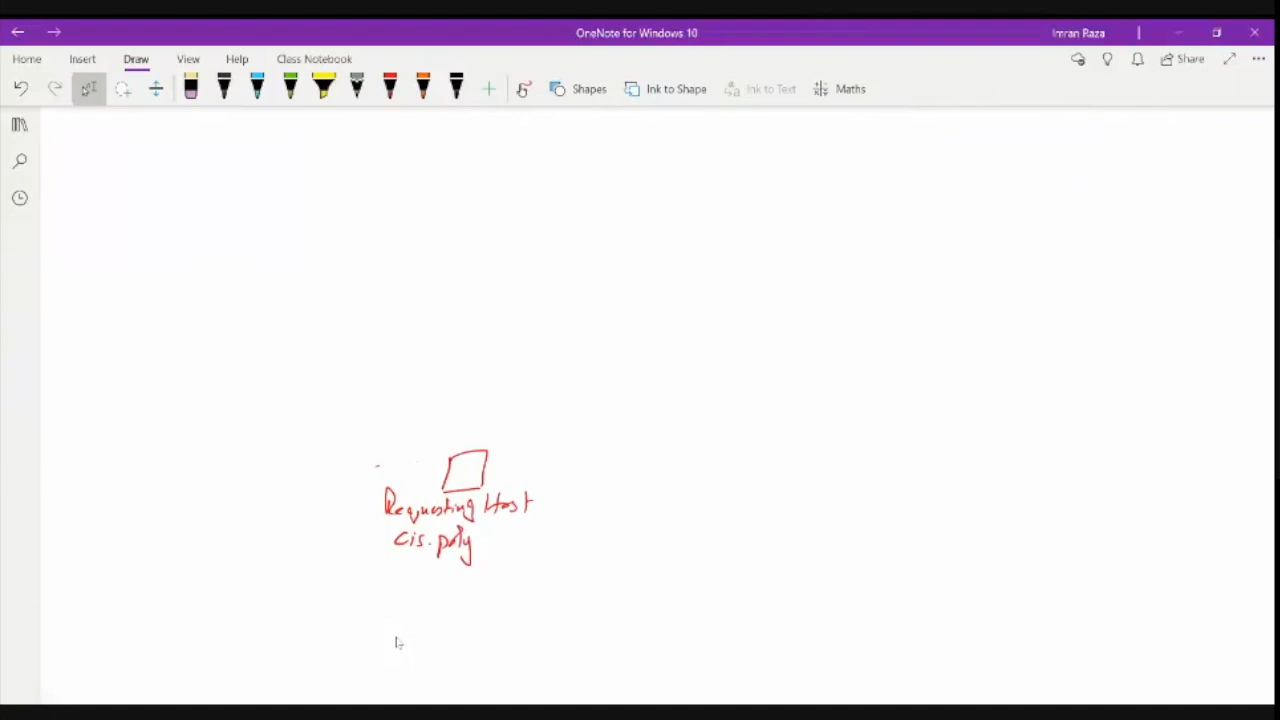 OneNote for Windows 10
Imran Raza
Home Insert Draw View Help Class Notebook
Share
Shapes Ink to Shape Ink to Text Maths
Requesting Host
cis.poly